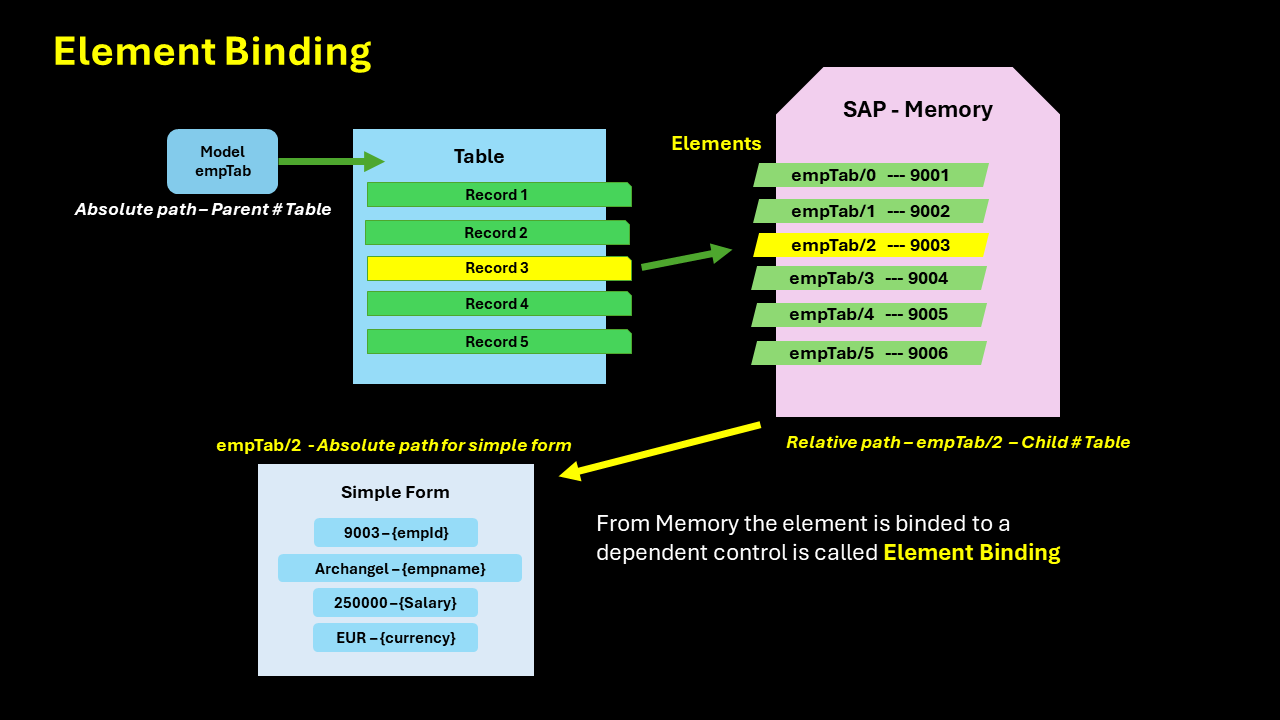 Element Binding
SAP - Memory
Model
empTab
Table
Elements
Absolute path – Parent # Table
Record 1
Record 2
Record 3
Record 4
Record 5
empTab/0 --- 9001
empTab/1 --- 9002
empTab/2 --- 9003
empTab/3 --- 9004
empTab/4 --- 9005
empTab/5 --- 9006
empTab/2 - Absolute path for simple form
Relative path – empTab/2 – Child # Table
Simple Form
9003 – {empId}
Archangel – {empname}
250000 – {Salary}
EUR – {currency}
From Memory the element is binded to a
dependent control is called Element Binding